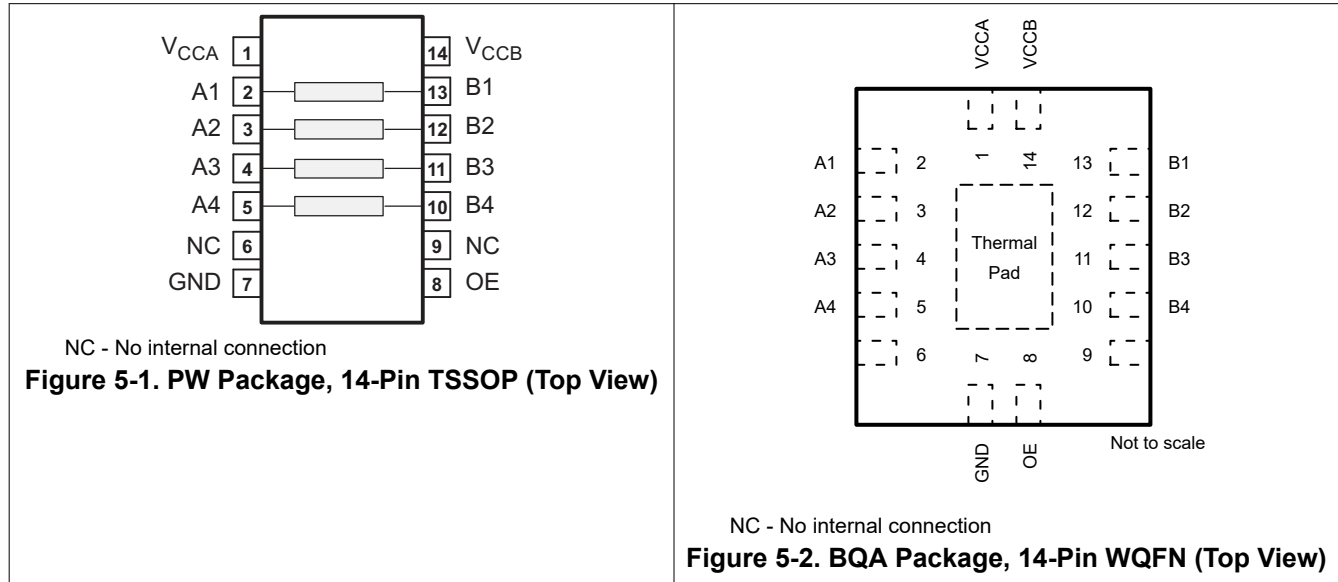 VCCA 1 14 VCCB
A1 2 13 B1
A2 3 12 B2
A3 4 11 B3
A4 5 10 B4
NC 6 9 NC
GND 7 8 OE
NC - No internal connection
Figure 5-1. PW Package, 14-Pin TSSOP (Top View)
VCCA VCCB
1 14
A1 2 13 B1
A2 3 12 B2
Thermal
A3 4 11 B3
Pad
A4 5 10 B4
6 7 8 9
GND OE
Not to scale
NC - No internal connection
Figure 5-2. BQA Package, 14-Pin WQFN (Top View)